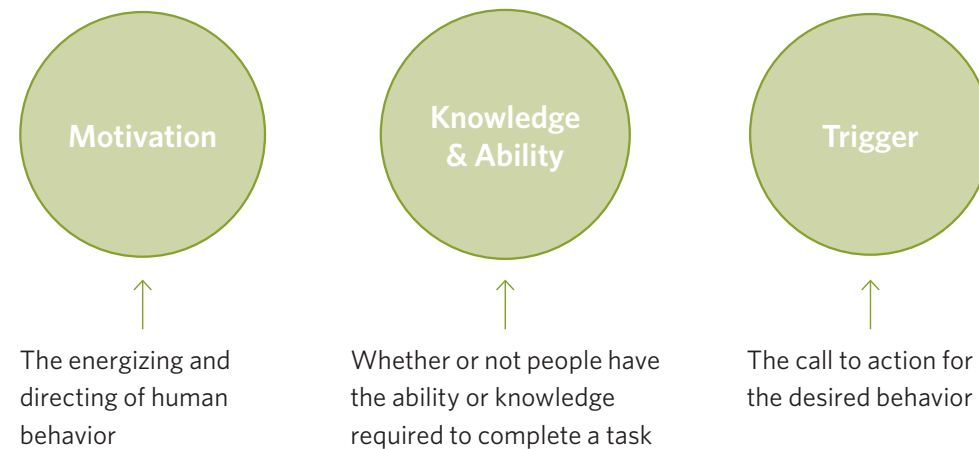 Motivation
Knowledge
& Ability
Trigger
The energizing and
directing of human
behavior
Whether or not people have
the ability or knowledge
required to complete a task
The call to action for
the desired behavior